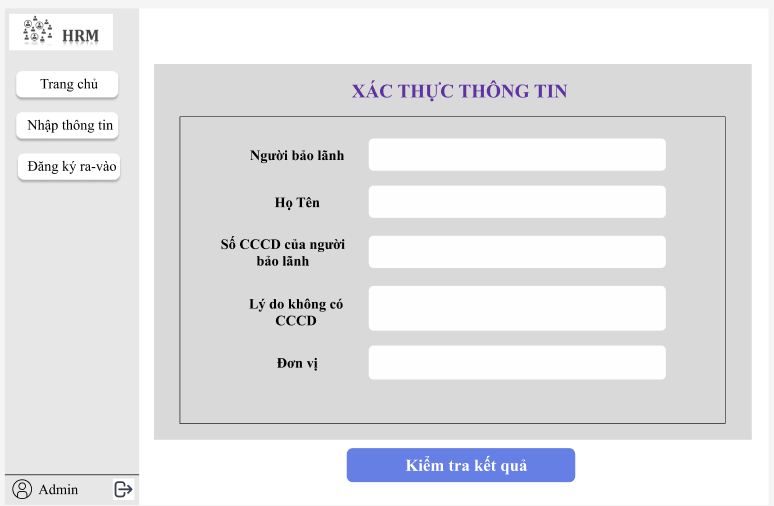 HRM
Trang chủ
Nhập thông tin
Đăng ký ra-vào
XÁC THỰC THÔNG TIN
Người bảo lãnh
Họ Tên
Số CCCD của người
bảo lãnh
Lý do không có
CCCD
Đơn vị
Kiểm tra kết quả
Admin